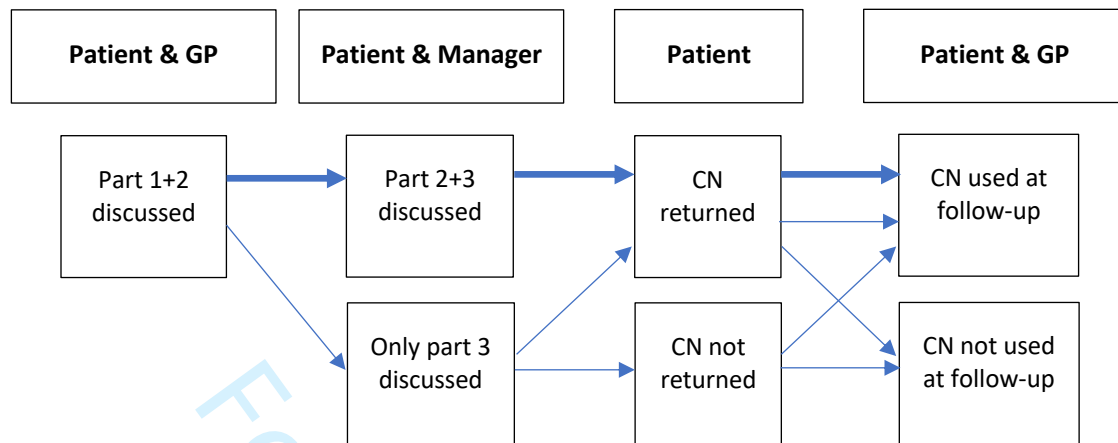 Patient & GP
Patient & Manager
Patient
Patient & GP
Part 1+2
discussed
Part 2+3
discussed
CN
returned
CN used at
follow-up
Only part 3
discussed
CN not
returned
CN not used
at follow-up